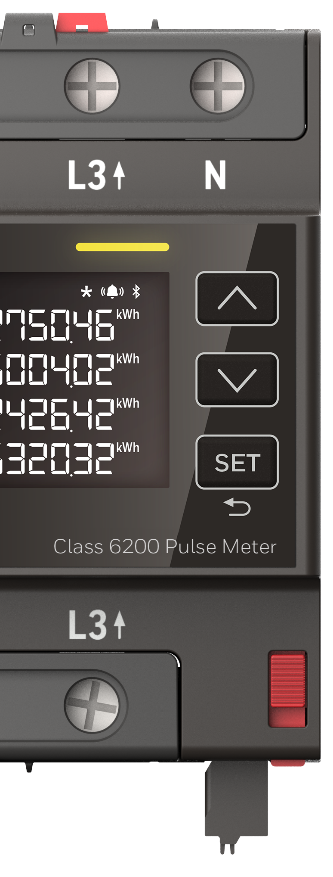 L3 N
750.46 kWh
004.02 kWh
426.42 kWh
320.32 kWh
SET
Class 6200 Pulse Meter
L3